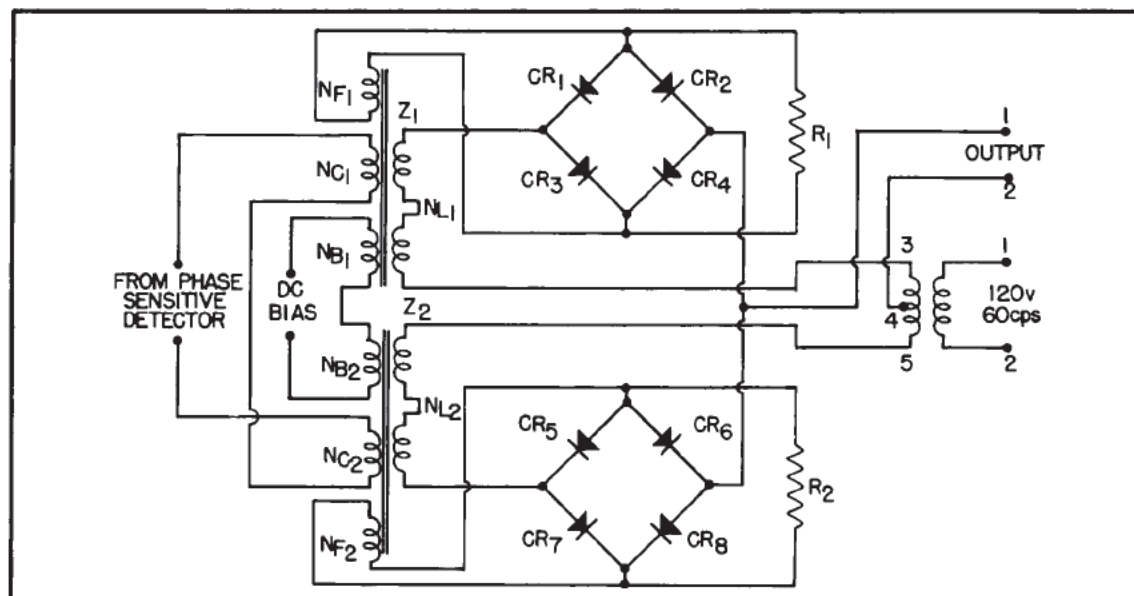 NF1
Z1
CR1
CR2
R1
1
OUTPUT
2
NC1
CR3
CR4
NL1
NB1
FROM PHASE
SENSITIVE
DETECTOR
DC
BIAS
3
4
5
1
120v
60cps
2
Z2
NB2
NL2
CR5
CR6
NC2
R2
NF2
CR7
CR8